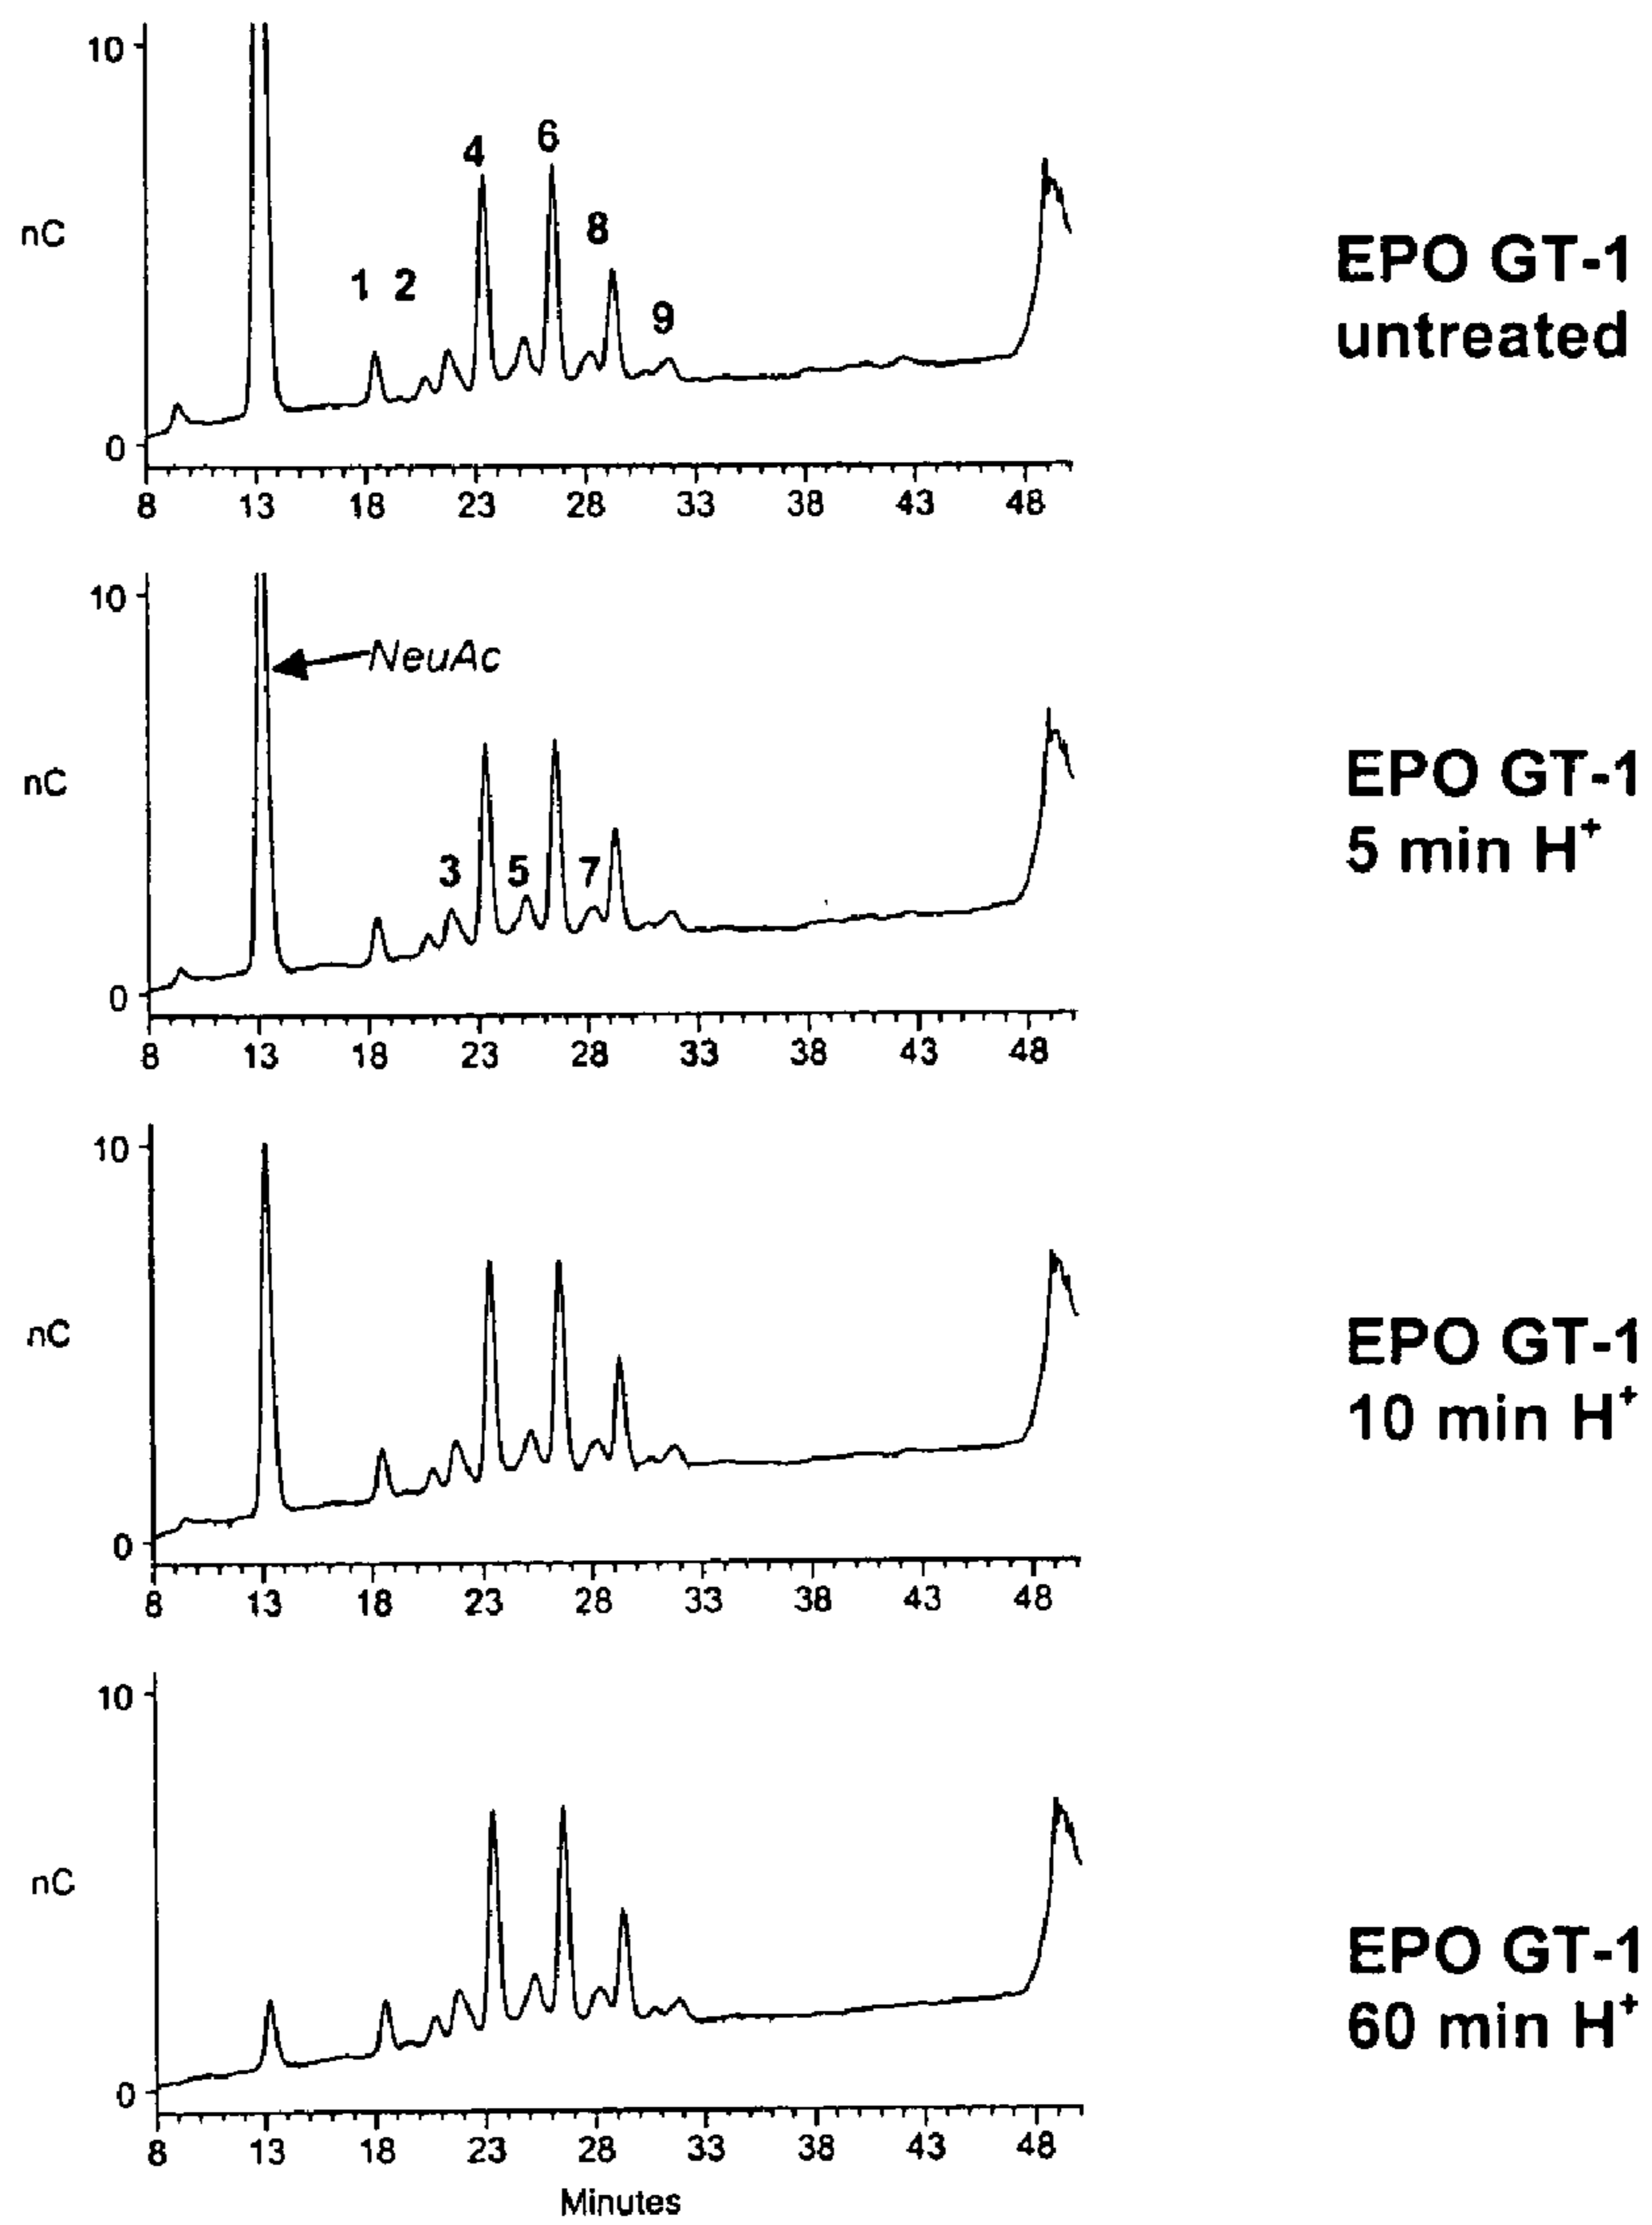 10
4
6
8
nC
1 2
9
EPO GT-1
untreated
0
8 13 18 23 28 33 38 43 48
10
NeuAc
nC
3 5 7
EPO GT-1
5 min H⁺
0
8 13 18 23 28 33 38 43 48
10
nC
EPO GT-1
10 min H⁺
0
8 13 18 23 28 33 38 43 48
10
nC
EPO GT-1
60 min H⁺
0
8 13 18 23 28 33 38 43 48
Minutes